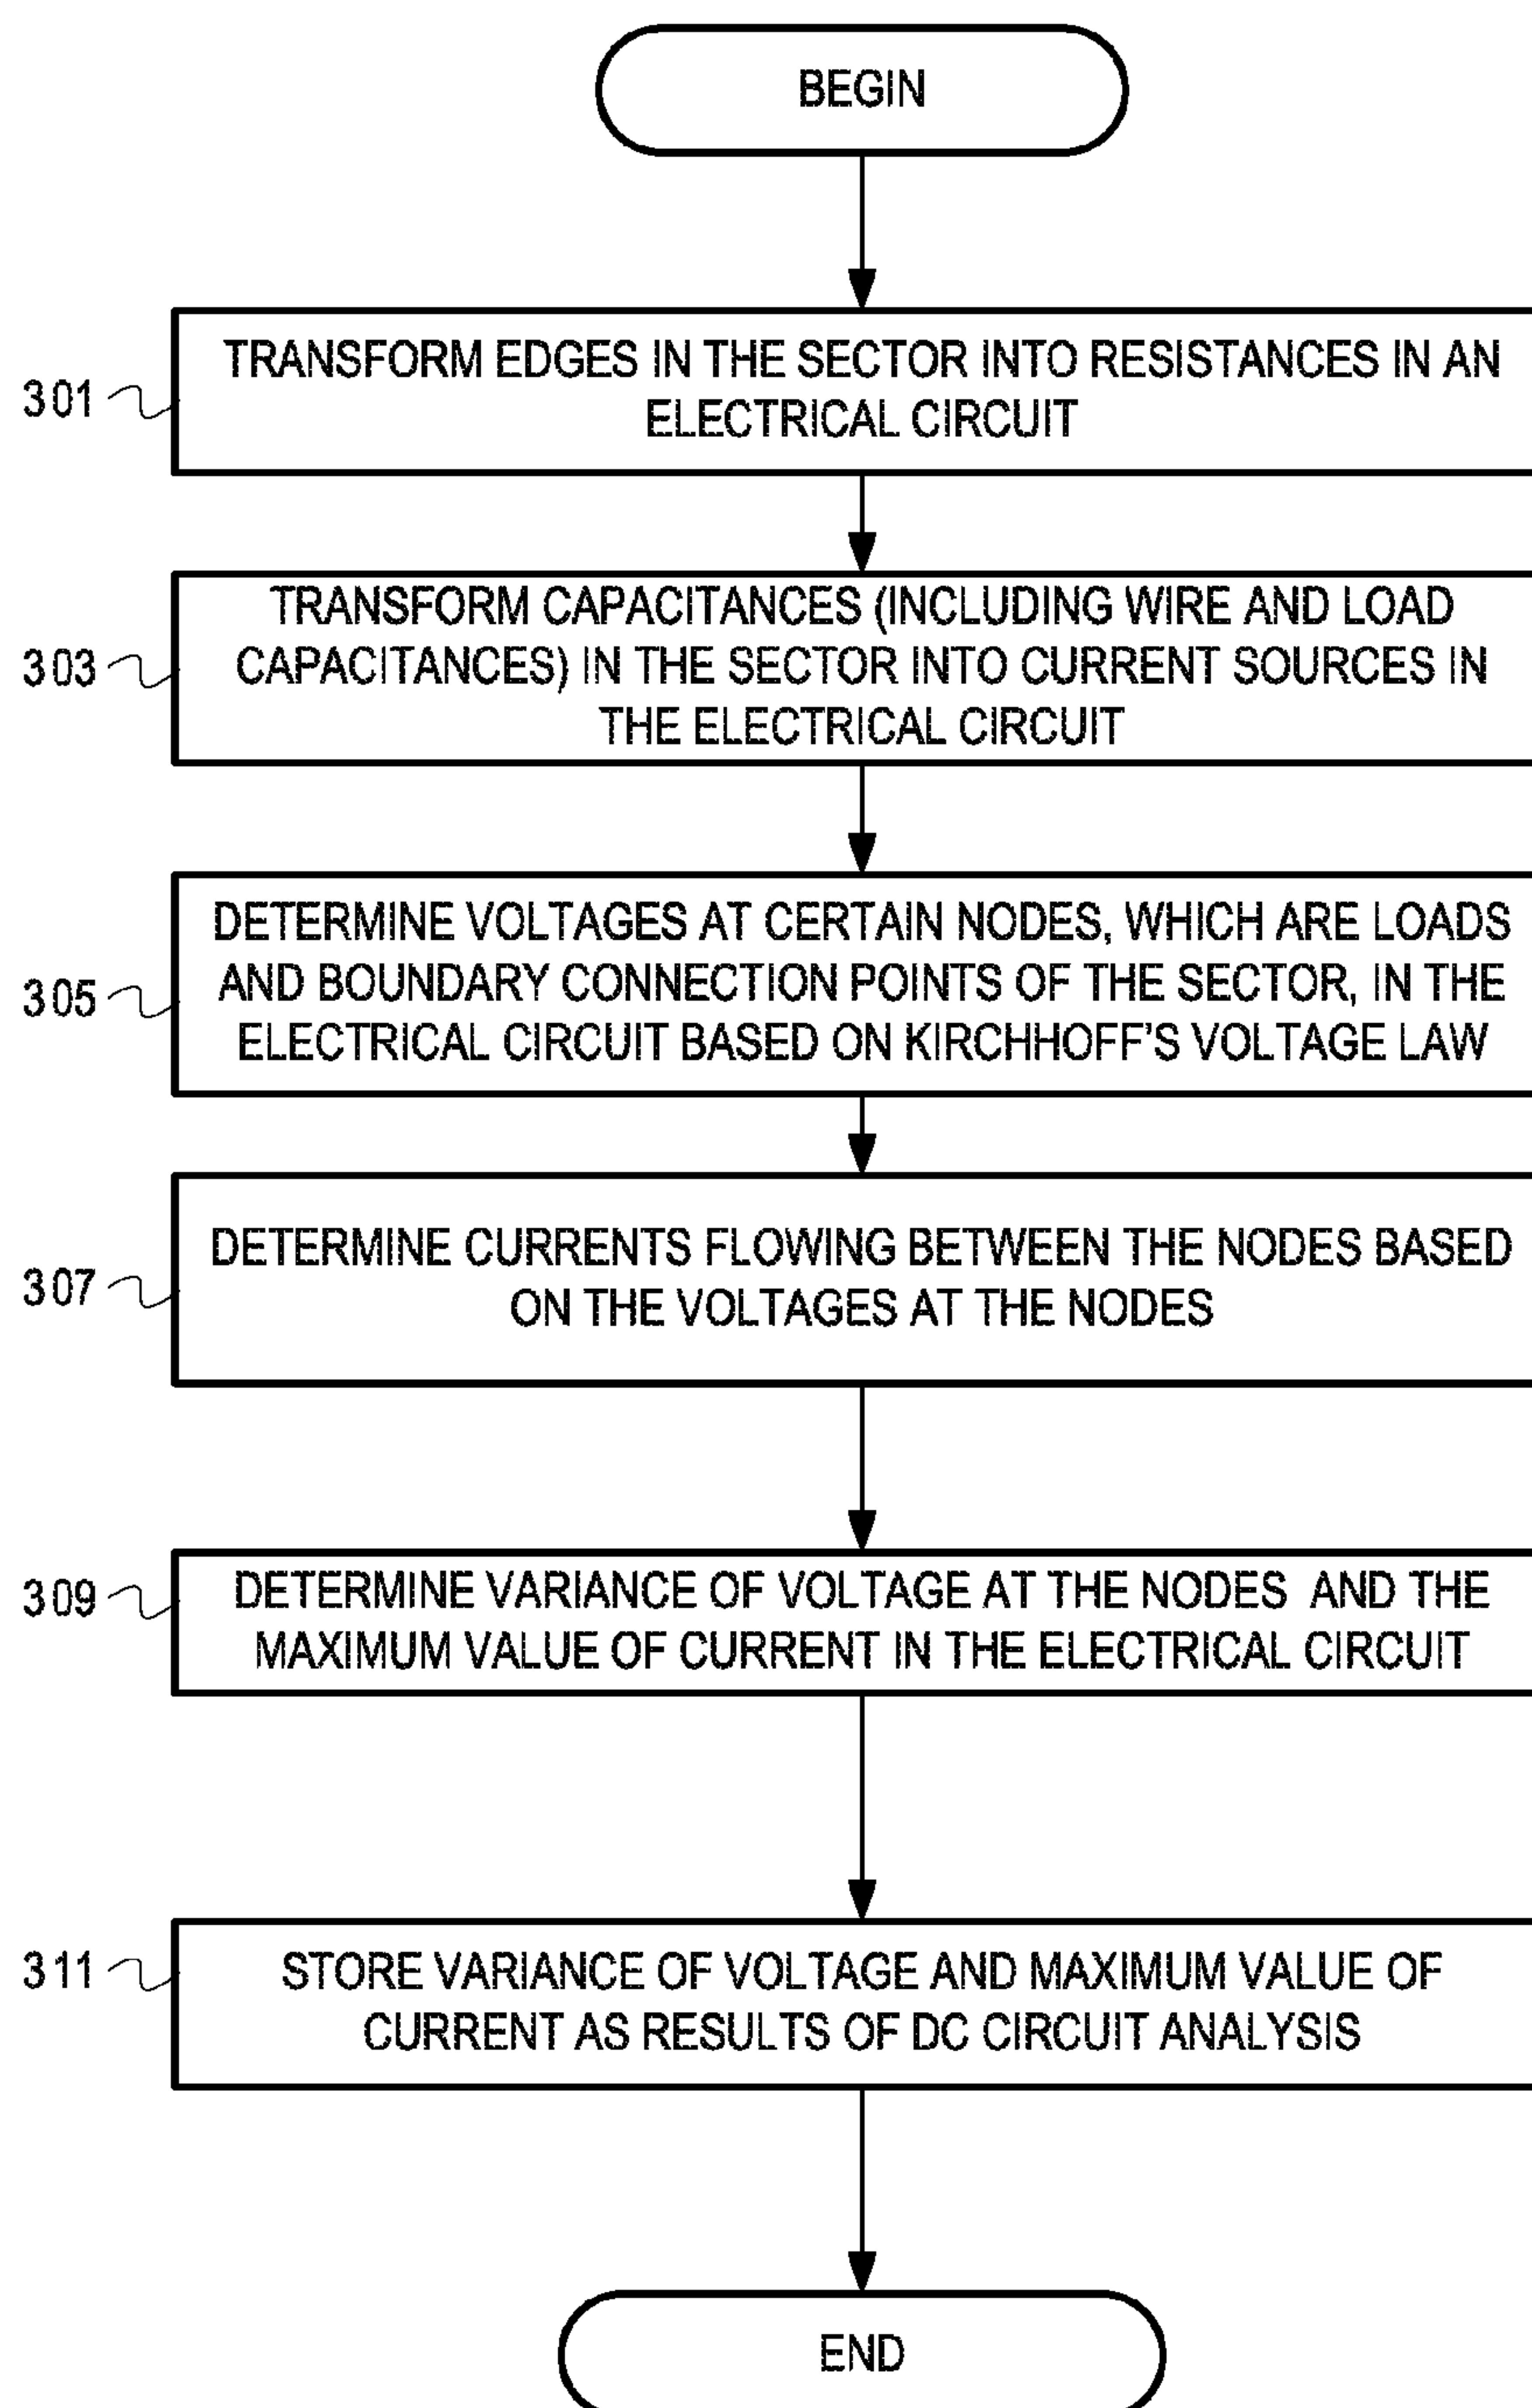 BEGIN
301
TRANSFORM EDGES IN THE SECTOR INTO RESISTANCES IN AN
ELECTRICAL CIRCUIT
303
TRANSFORM CAPACITANCES (INCLUDING WIRE AND LOAD
CAPACITANCES) IN THE SECTOR INTO CURRENT SOURCES IN
THE ELECTRICAL CIRCUIT
305
DETERMINE VOLTAGES AT CERTAIN NODES, WHICH ARE LOADS
AND BOUNDARY CONNECTION POINTS OF THE SECTOR, IN THE
ELECTRICAL CIRCUIT BASED ON KIRCHHOFF'S VOLTAGE LAW
307
DETERMINE CURRENTS FLOWING BETWEEN THE NODES BASED
ON THE VOLTAGES AT THE NODES
309
DETERMINE VARIANCE OF VOLTAGE AT THE NODES AND THE
MAXIMUM VALUE OF CURRENT IN THE ELECTRICAL CIRCUIT
311
STORE VARIANCE OF VOLTAGE AND MAXIMUM VALUE OF
CURRENT AS RESULTS OF DC CIRCUIT ANALYSIS
END